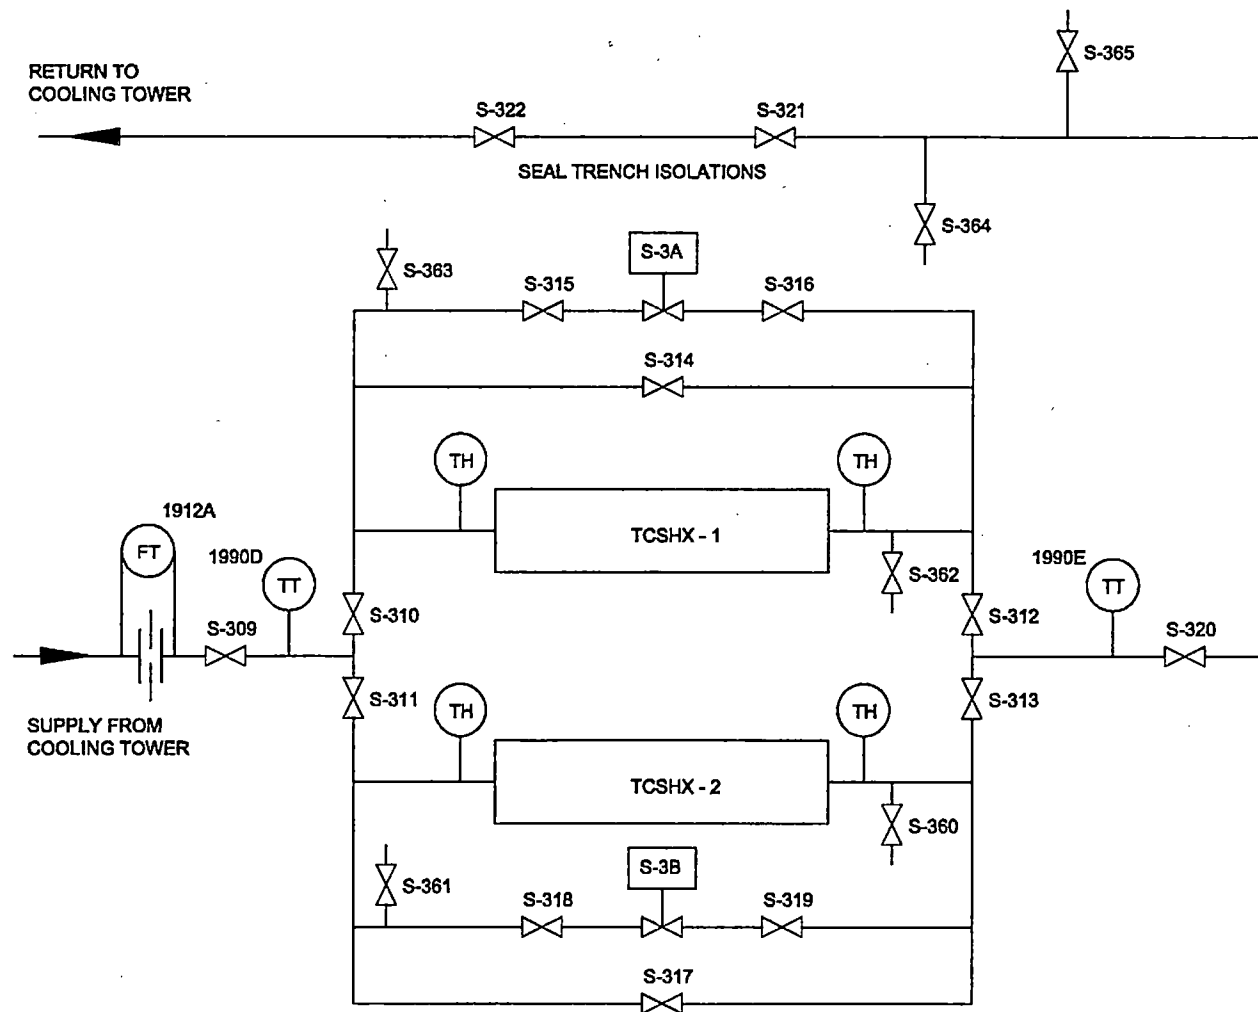 S-365
RETURN TO
COOLING TOWER
S-322
S-321
SEAL TRENCH ISOLATIONS
S-364
S-363
S-3A
S-315
S-316
S-314
TH
TH
1912A
FT
TCSHX - 1
1990D
TT
S-362
1990E
TT
S-310
S-312
S-309
S-320
S-311
S-313
TH
TH
SUPPLY FROM
COOLING TOWER
TCSHX - 2
S-360
S-3B
S-361
S-318
S-319
S-317